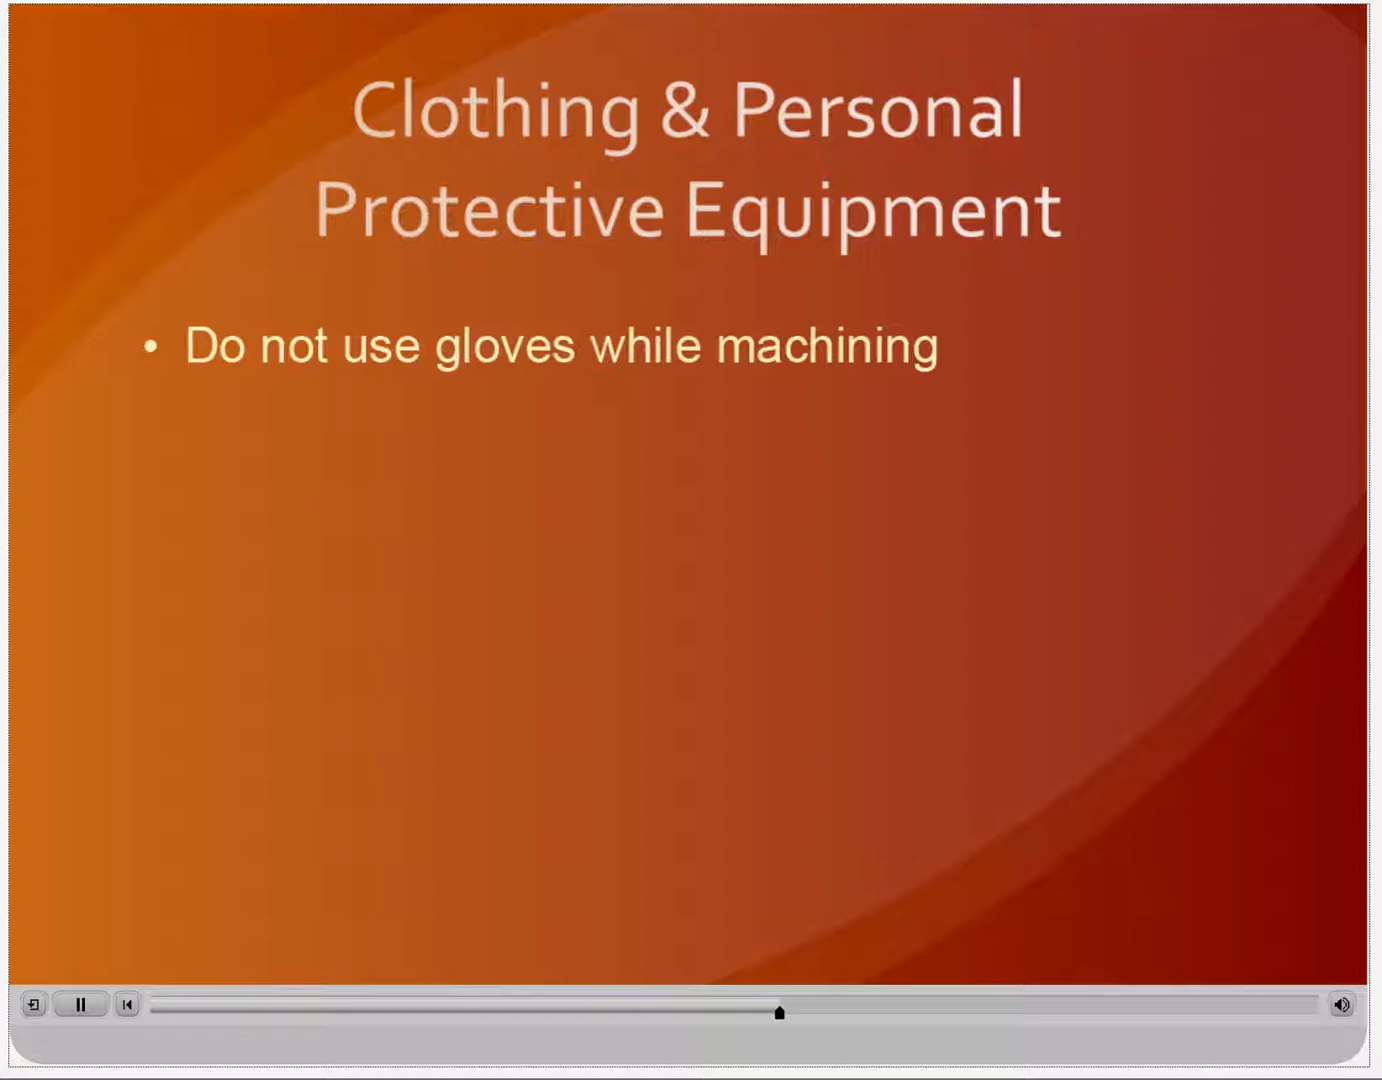 Clothing & Personal
Protective Equipment
• Do not use gloves while machining